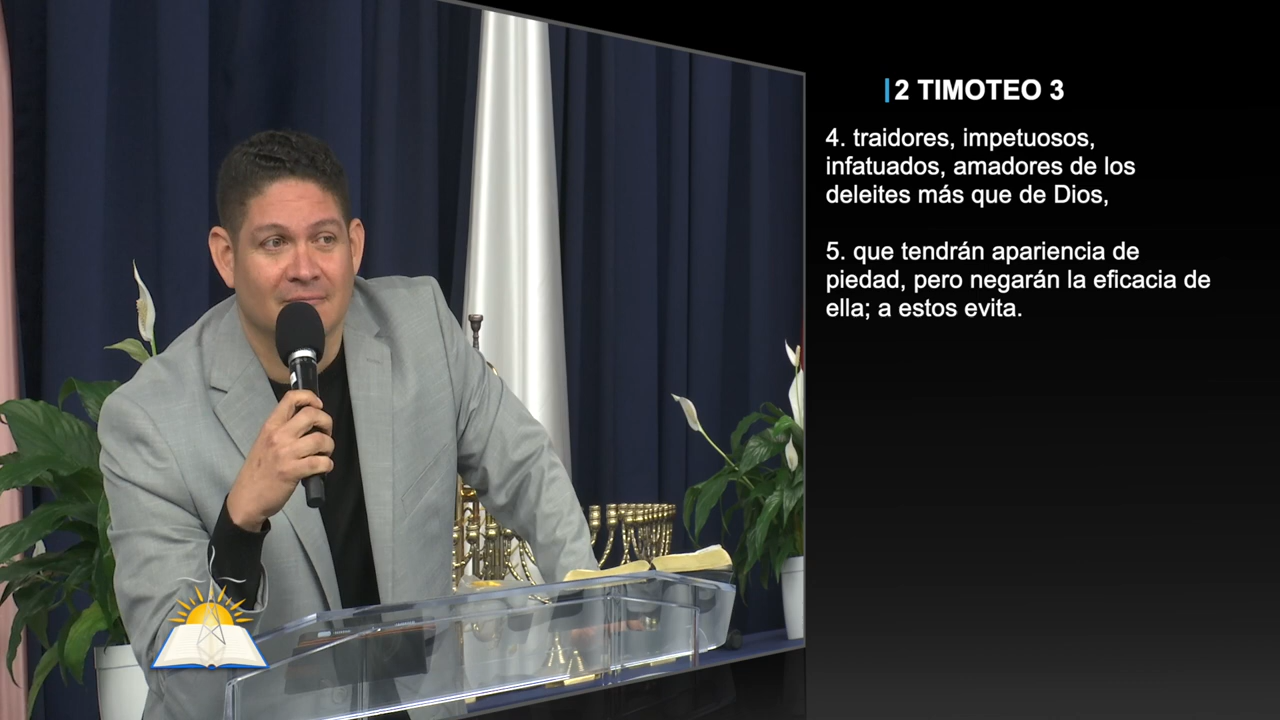 2 TIMOTEO 3
4. traidores, impetuosos,
infatuados, amadores de los
deleites más que de Dios,
5. que tendrán apariencia de
piedad, pero negarán la eficacia de
ella; a estos evita.